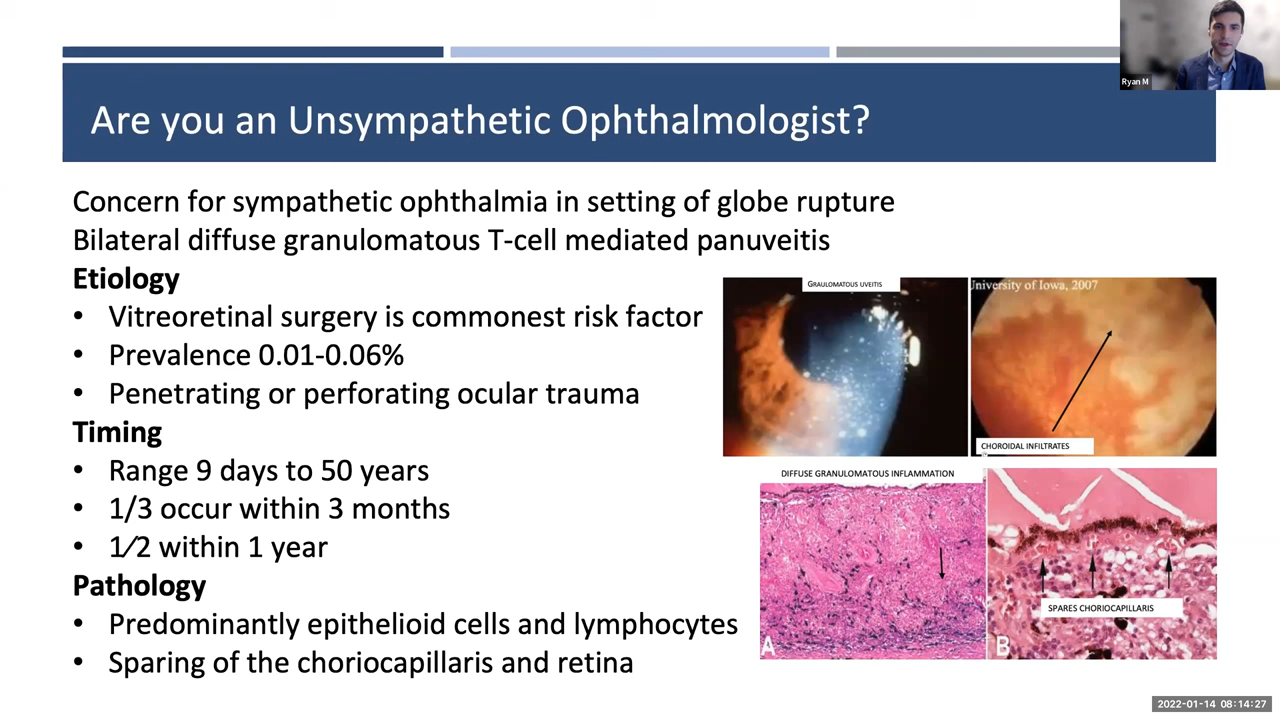 Ryan M
Are you an Unsympathetic Ophthalmologist?
Concern for sympathetic ophthalmia in setting of globe rupture
Bilateral diffuse granulomatous T-cell mediated panuveitis
Etiology
• Vitreoretinal surgery is commonest risk factor
• Prevalence 0.01-0.06%
• Penetrating or perforating ocular trauma
Timing
• Range 9 days to 50 years
• 1/3 occur within 3 months
• 1⁄2 within 1 year
Pathology
• Predominantly epithelioid cells and lymphocytes
• Sparing of the choriocapillaris and retina
GRAULOMATOUS UVEITIS
University of Iowa, 2007
CHOROIDAL INFILTRATES
DIFFUSE GRANULOMATOUS INFLAMMATION
SPARES CHORIOCAPILLARIS
A
B
2022-01-14 08:14:27